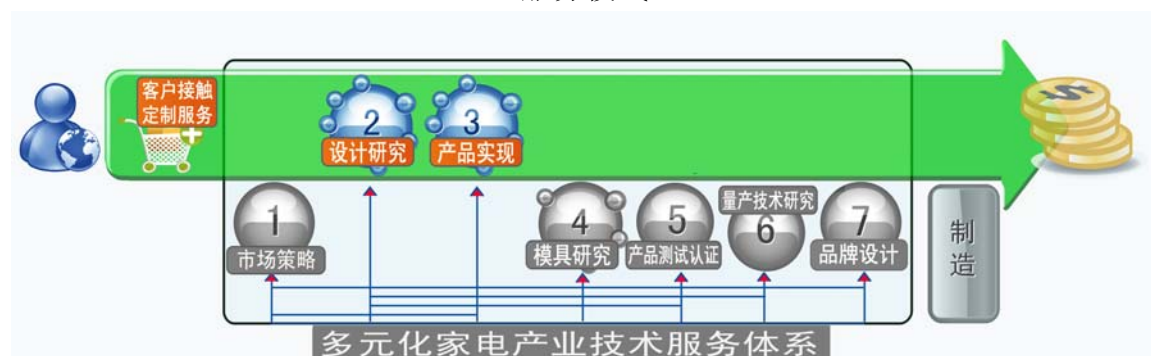 客户接触
定制服务
2
设计研究
3
产品实现
1
市场策略
4
模具研究
5
产品测试认证
量产技术研究
6
7
品牌设计
制
造
多元化家电产业技术服务体系